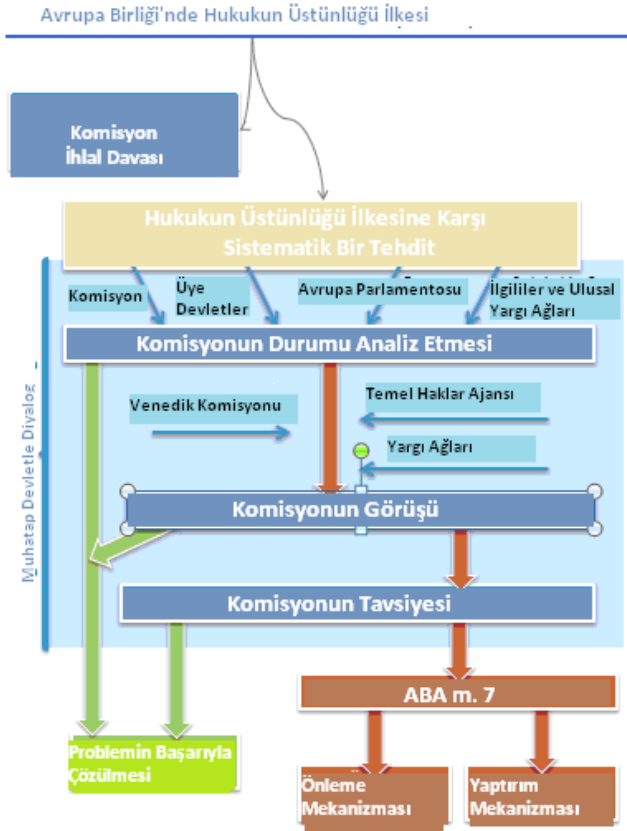 Avrupa Birliği'nde Hukukun Üstünlüğü İlkesi
Komisyon
İhlal Davası
Hukukun Üstünlüğü İlkesine Karşı
Sistematik Bir Tehdit
Komisyon
Üye
Devletler
Avrupa Parlamentosu
İlgililer ve Ulusal
Yargı Ağları
Komisyonun Durumu Analiz Etmesi
Venedik Komisyonu
Temel Haklar Ajansı
Yargı Ağları
Muhatap Devletle Diyalog
Komisyonun Görüşü
Komisyonun Tavsiyesi
ABA m. 7
Problemin Başarıyla
Çözülmesi
Önleme
Mekanizması
Yaptırım
Mekanizması